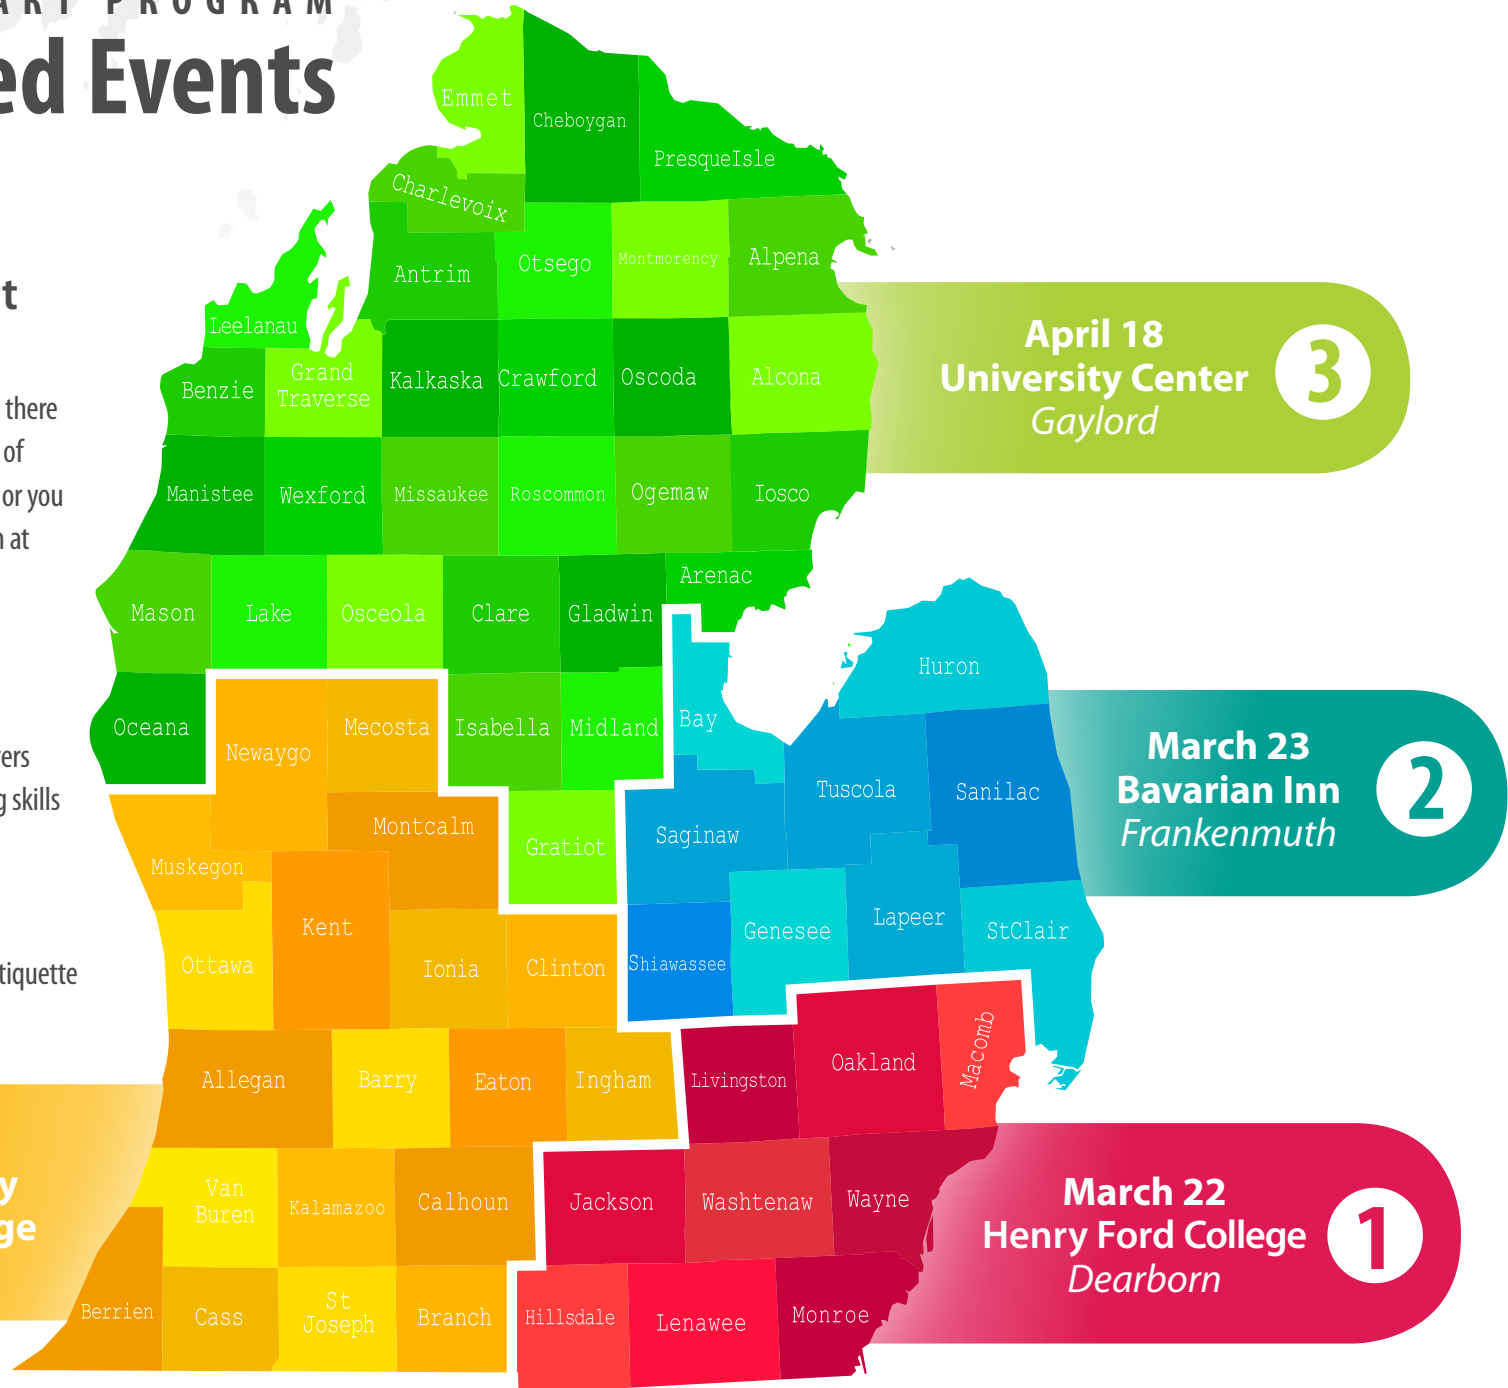 ART PROGRAM
ed Events
t
there
of
or you
n at
ers
g skills
tiquette
y
ge
Emmet
Cheboygan
PresqueIsle
Charlevoix
Antrim
Otsego
Montmorency
Alpena
Leelanau
Benzie
Grand
Traverse
Kalkaska
Crawford
Oscoda
Alcona
Manistee
Wexford
Missaukee
Roscommon
Ogemaw
Iosco
Mason
Lake
Osceola
Clare
Gladwin
Arenac
Oceana
Newaygo
Mecosta
Isabella
Midland
Bay
Huron
Muskegon
Montcalm
Gratiot
Saginaw
Tuscola
Sanilac
Ottawa
Kent
Ionia
Clinton
Shiawassee
Genesee
Lapeer
StClair
Allegan
Barry
Eaton
Ingham
Livingston
Oakland
Macomb
Van
Buren
Kalamazoo
Calhoun
Jackson
Washtenaw
Wayne
Berrien
Cass
St
Joseph
Branch
Hillsdale
Lenawee
Monroe
April 18
University Center
Gaylord
3
March 23
Bavarian Inn
Frankenmuth
2
March 22
Henry Ford College
Dearborn
1